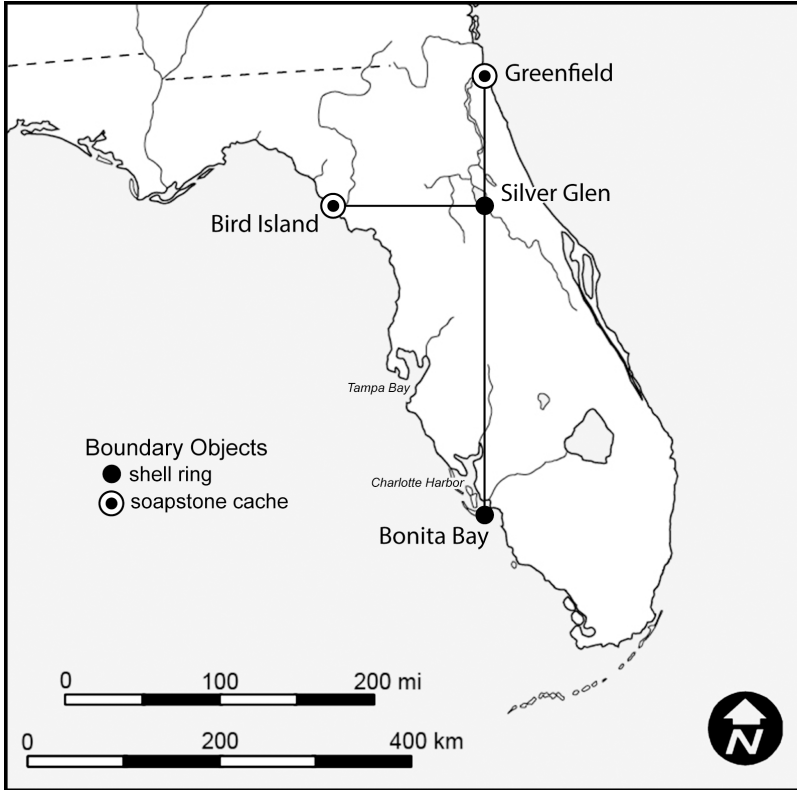 Greenfield
Silver Glen
Bird Island
Tampa Bay
Boundary Objects
shell ring
soapstone cache
Charlotte Harbor
Bonita Bay
0 100 200 mi
0 200 400 km
N